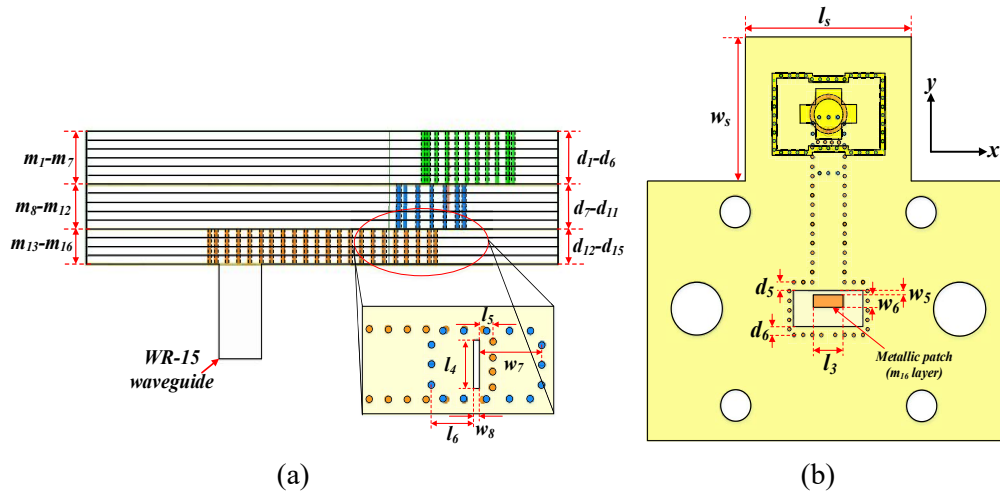 m1-m7
m8-m12
m13-m16
d1-d6
d7-d11
d12-d15
WR-15
waveguide
l5
l4
w7
l6
w8
(a)
ls
ws
y
x
d5
w5
w6
d6
l3
Metallic patch
(m16 layer)
(b)